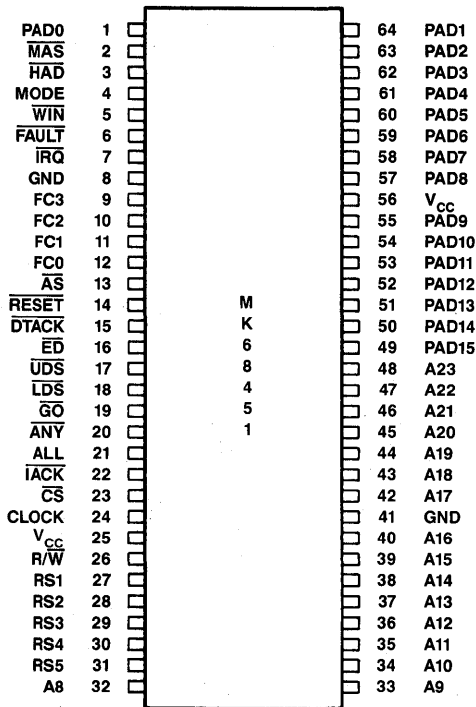 PAD0 1 64 PAD1
MAS 2 63 PAD2
HAD 3 62 PAD3
MODE 4 61 PAD4
WIN 5 60 PAD5
FAULT 6 59 PAD6
IRQ 7 58 PAD7
GND 8 57 PAD8
FC3 9 56 VCC
FC2 10 55 PAD9
FC1 11 54 PAD10
FC0 12 53 PAD11
AS 13 52 PAD12
RESET 14 M 51 PAD13
DTACK 15 K 50 PAD14
ED 16 6 49 PAD15
UDS 17 8 48 A23
LDS 18 4 47 A22
GO 19 5 46 A21
ANY 20 1 45 A20
ALL 21 44 A19
IACK 22 43 A18
CS 23 42 A17
CLOCK 24 41 GND
VCC 25 40 A16
R/W 26 39 A15
RS1 27 38 A14
RS2 28 37 A13
RS3 29 36 A12
RS4 30 35 A11
RS5 31 34 A10
A8 32 33 A9